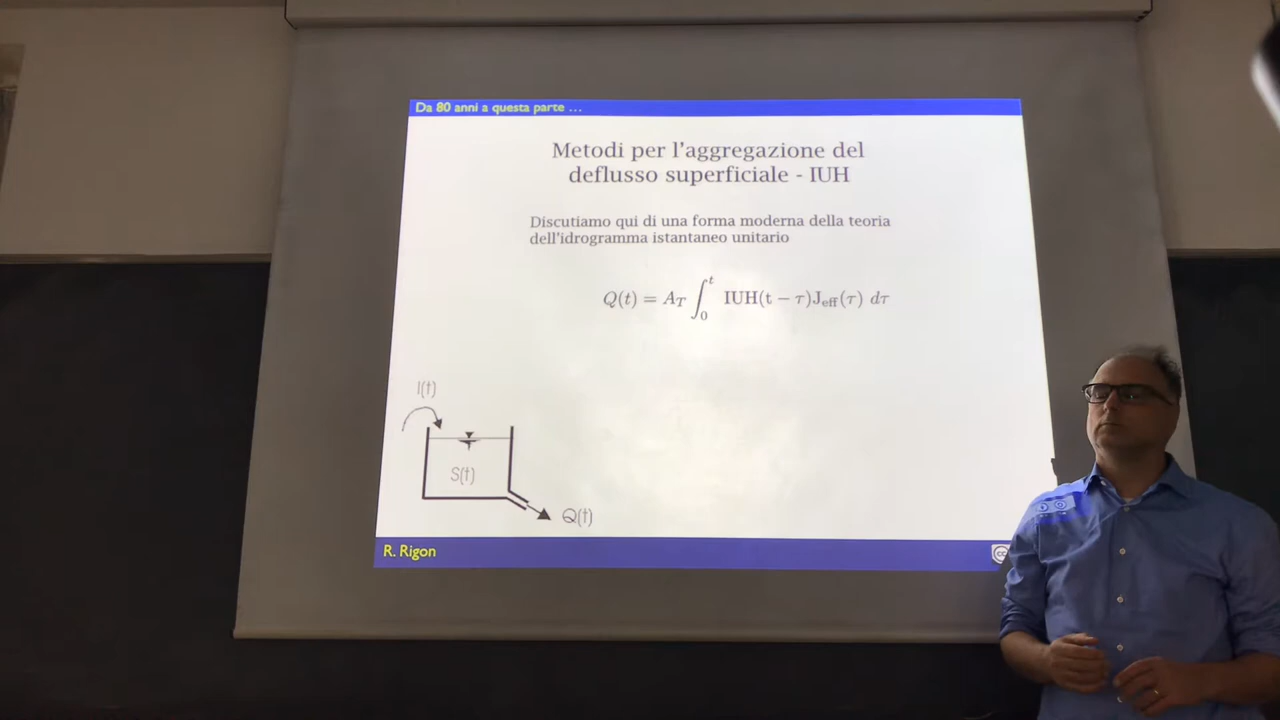 Da 80 anni a questa parte ...
Metodi per l'aggregazione del
deflusso superficiale - IUH
Discutiamo qui di una forma moderna della teoria
dell'idrogramma istantaneo unitario
Q(t) = A_T ∫_0^t IUH(t − τ)J_eff(τ) dτ
I(t)
S(t)
Q(t)
R. Rigon
cc